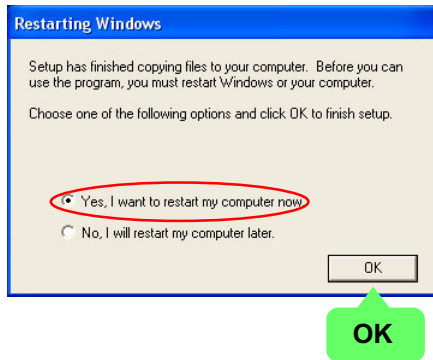 Restarting Windows
Setup has finished copying files to your computer.  Before you can
use the program, you must restart Windows or your computer.
Choose one of the following options and click OK to finish setup.
Yes, I want to restart my computer now.
No, I will restart my computer later.
OK
OK